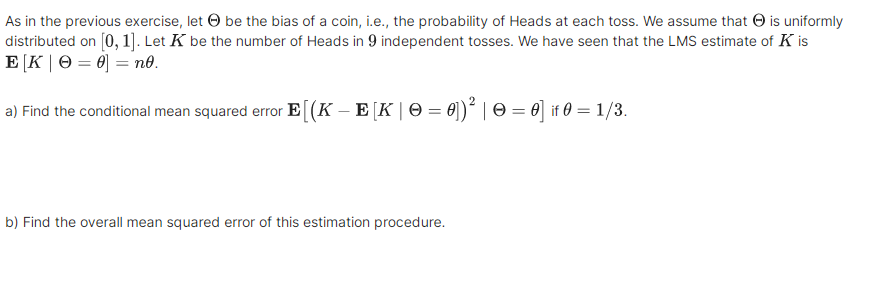 As in the previous exercise, let Θ be the bias of a coin, i.e., the probability of Heads at each toss. We assume that Θ is uniformly
distributed on [0, 1]. Let K be the number of Heads in 9 independent tosses. We have seen that the LMS estimate of K is
E [K | Θ = θ] = nθ.
a) Find the conditional mean squared error E[(K − E [K | Θ = θ])² | Θ = θ] if θ = 1/3.
b) Find the overall mean squared error of this estimation procedure.